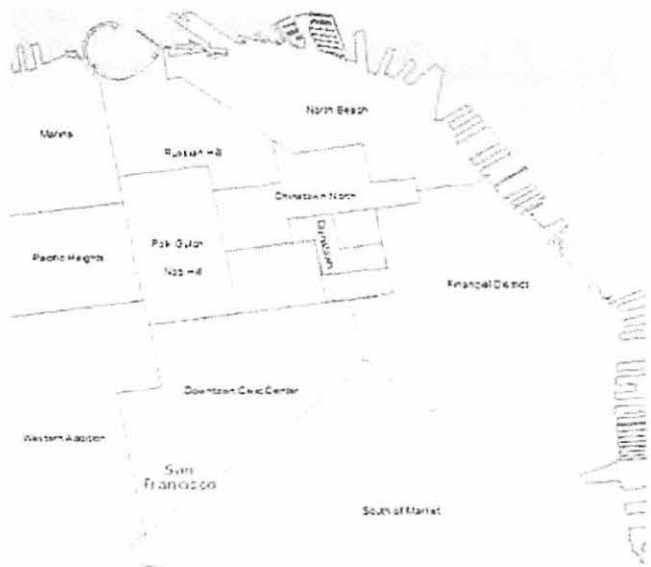 North Beach
Marina
Russian Hill
Chinatown North
Chinatown
Polk Gulch
Pacific Heights
Nob Hill
Financial District
Downtown Civic Center
Western Addition
San
Francisco
South of Market